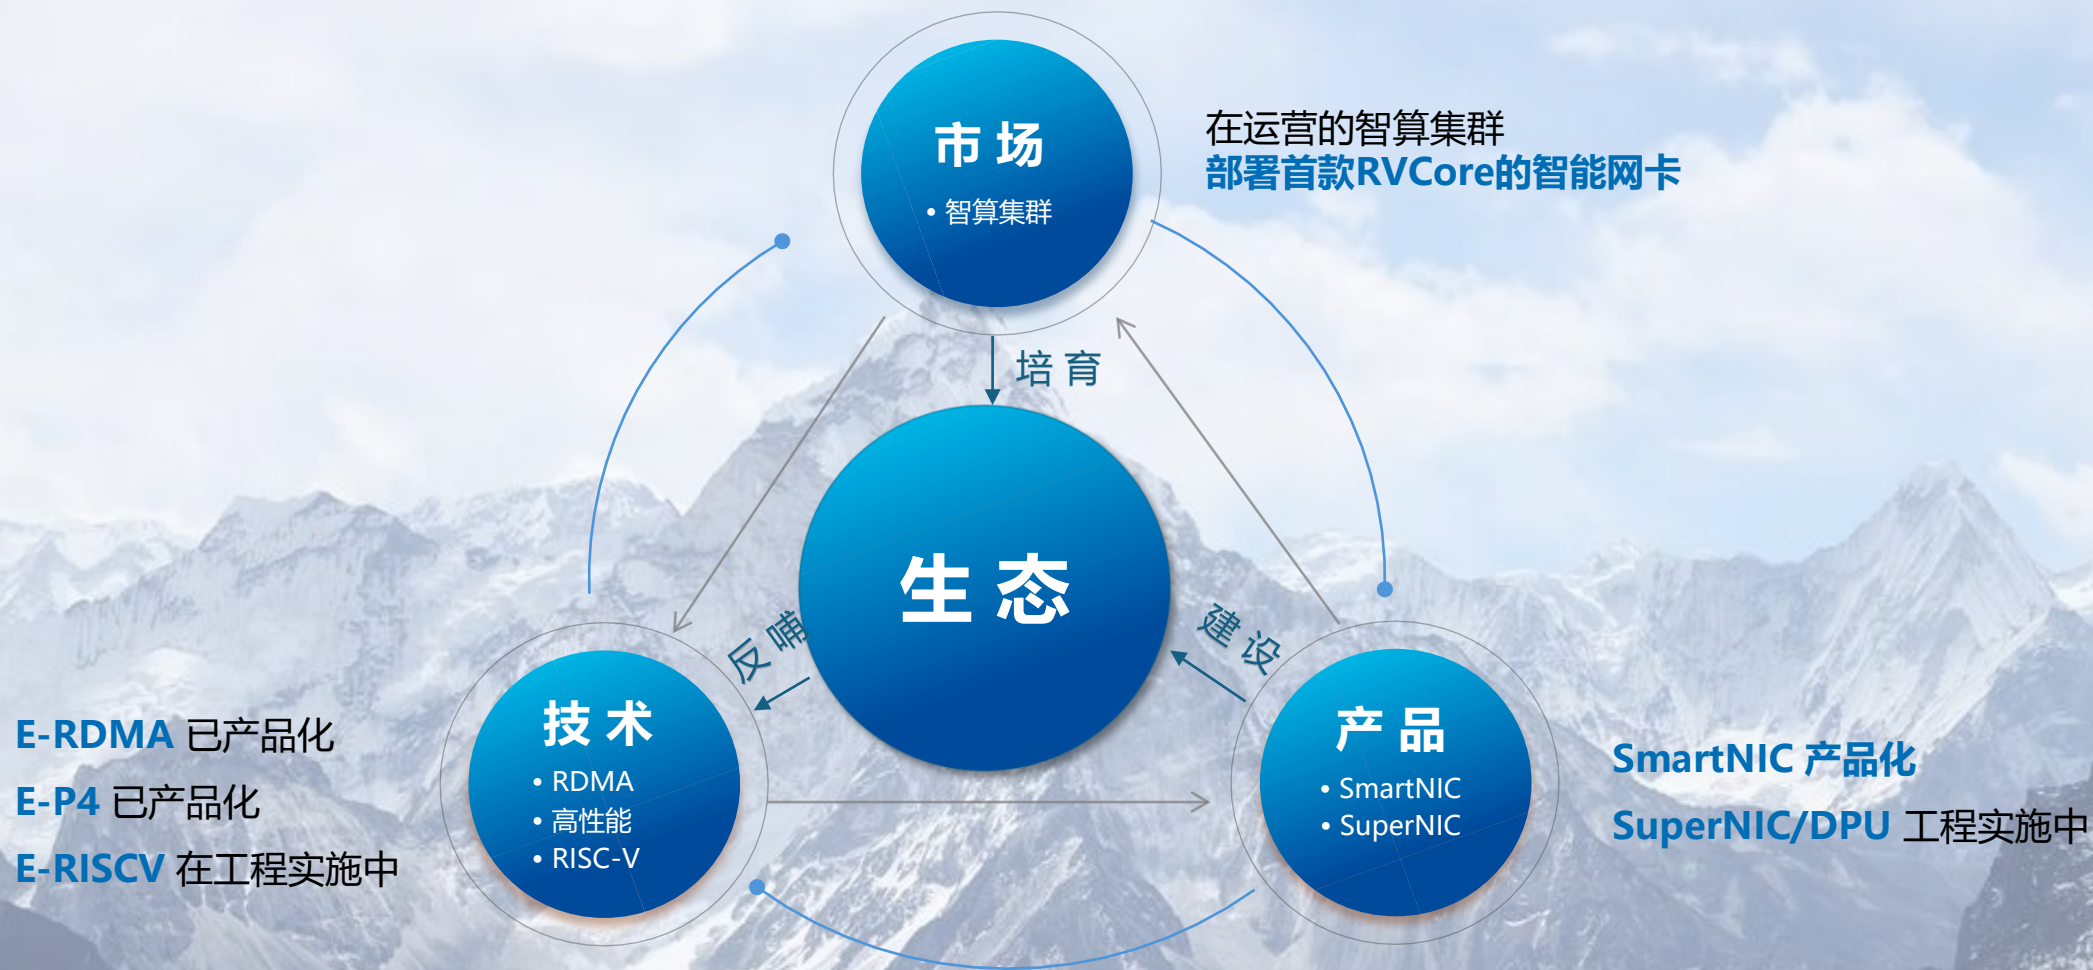 市场
• 智算集群
在运营的智算集群
部署首款RVCore的智能网卡
培育
生态
反哺
建设
技术
• RDMA
• 高性能
• RISC-V
E-RDMA 已产品化
E-P4 已产品化
E-RISCV 在工程实施中
产品
• SmartNIC
• SuperNIC
SmartNIC 产品化
SuperNIC/DPU 工程实施中